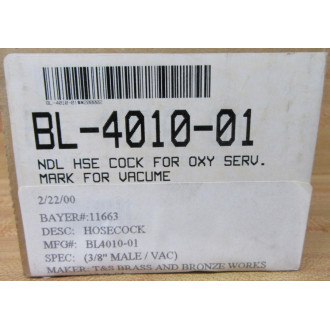 BL-4010-01
NDL HSE COCK FOR OXY SERV.
MARK FOR VACUME
2/22/00
BAYER#:11663
DESC: HOSECOCK
MFG#: BL4010-01
SPEC: (3/8" MALE / VAC)
MAKER: T&S BRASS AND BRONZE WORKS